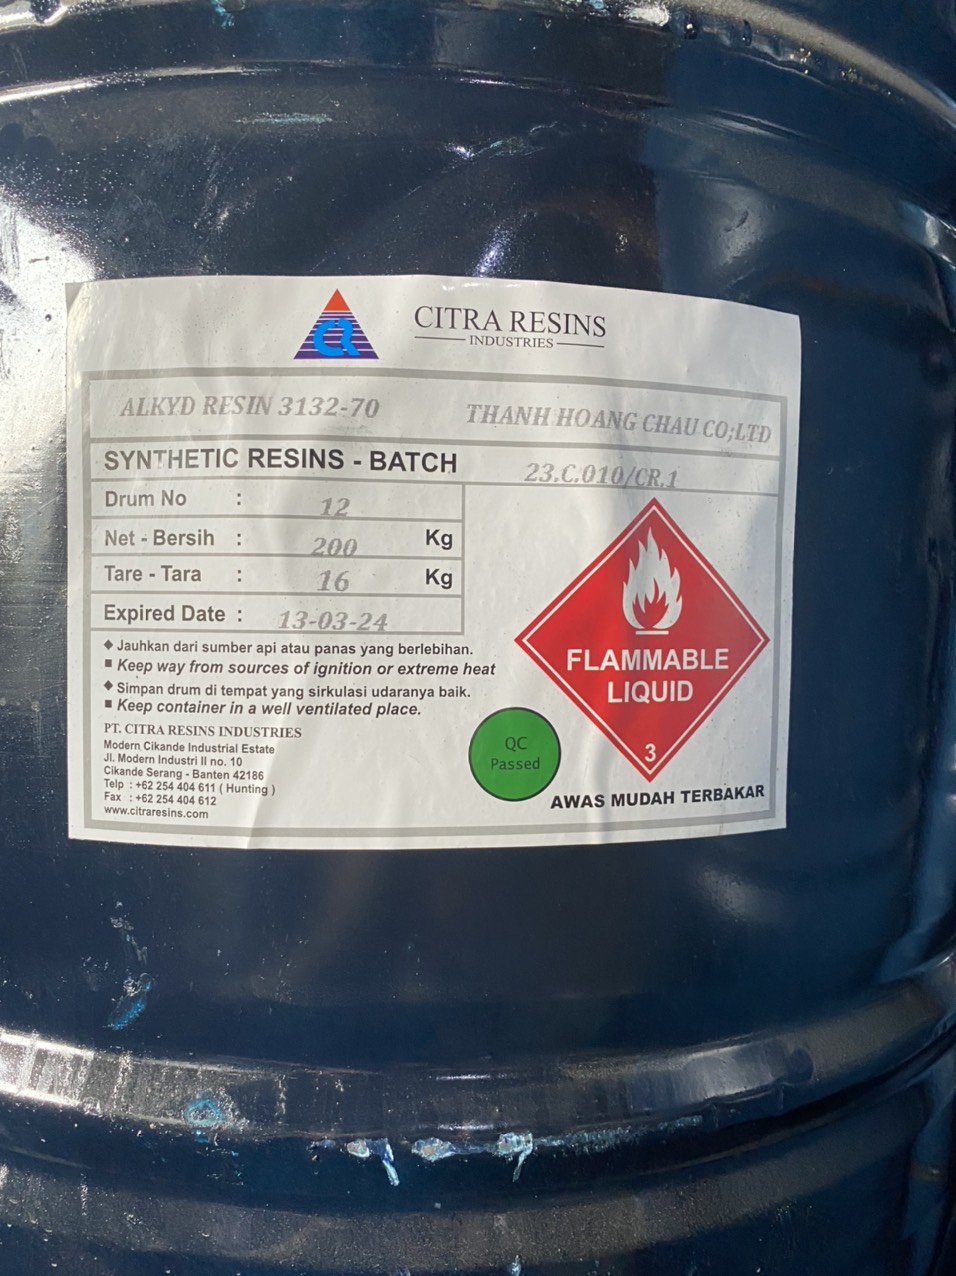 CR
CITRA RESINS
INDUSTRIES
ALKYD RESIN 3132-70 THANH HOANG CHAU CO;LTD
SYNTHETIC RESINS - BATCH 23.C.010/CR.1
Drum No : 12
Net - Bersih : 200 Kg
Tare - Tara : 16 Kg
Expired Date : 13-03-24
◆ Jauhkan dari sumber api atau panas yang berlebihan.
■ Keep way from sources of ignition or extreme heat
◆ Simpan drum di tempat yang sirkulasi udaranya baik.
■ Keep container in a well ventilated place.
PT. CITRA RESINS INDUSTRIES
Modern Cikande Industrial Estate
Jl. Modern Industri II no. 10
Cikande Serang - Banten 42186
Telp : +62 254 404 611 ( Hunting )
Fax : +62 254 404 612
www.citraresins.com
QC
Passed
FLAMMABLE
LIQUID
3
AWAS MUDAH TERBAKAR